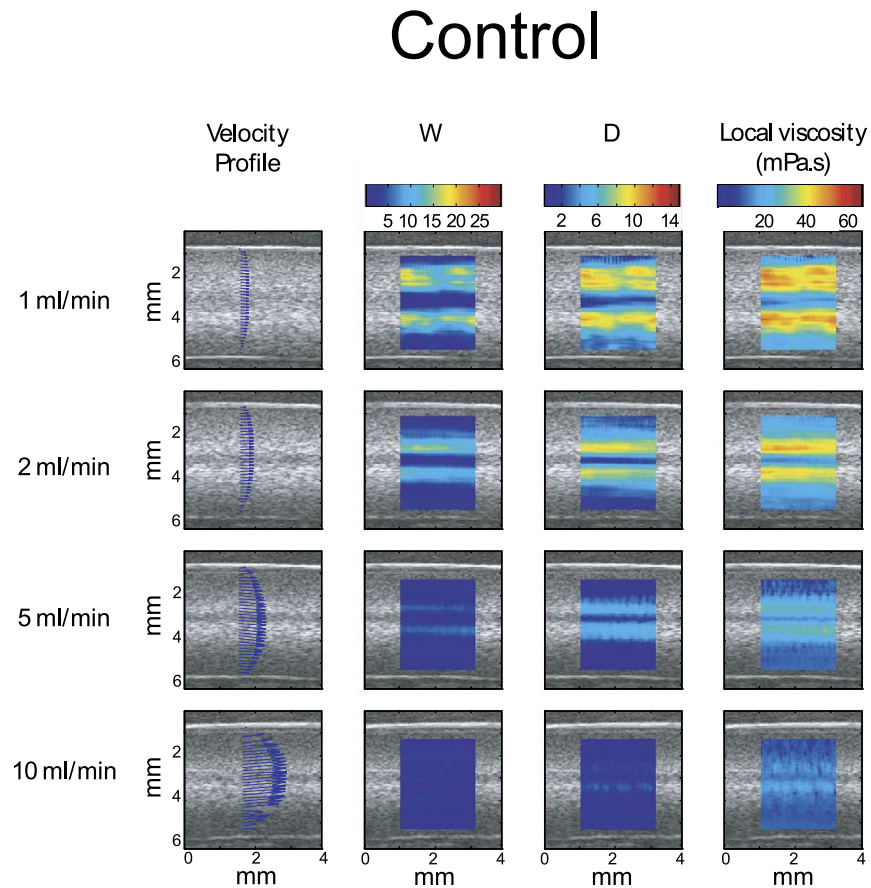 Control
Velocity
Profile
W
D
Local viscosity
(mPa.s)
5 10 15 20 25
2 6 10 14
20 40 60
1 ml/min
mm
2
4
6
2 ml/min
mm
2
4
6
5 ml/min
mm
2
4
6
10 ml/min
mm
2
4
6
0 2 4
0 2 4
0 2 4
0 2 4
mm
mm
mm
mm